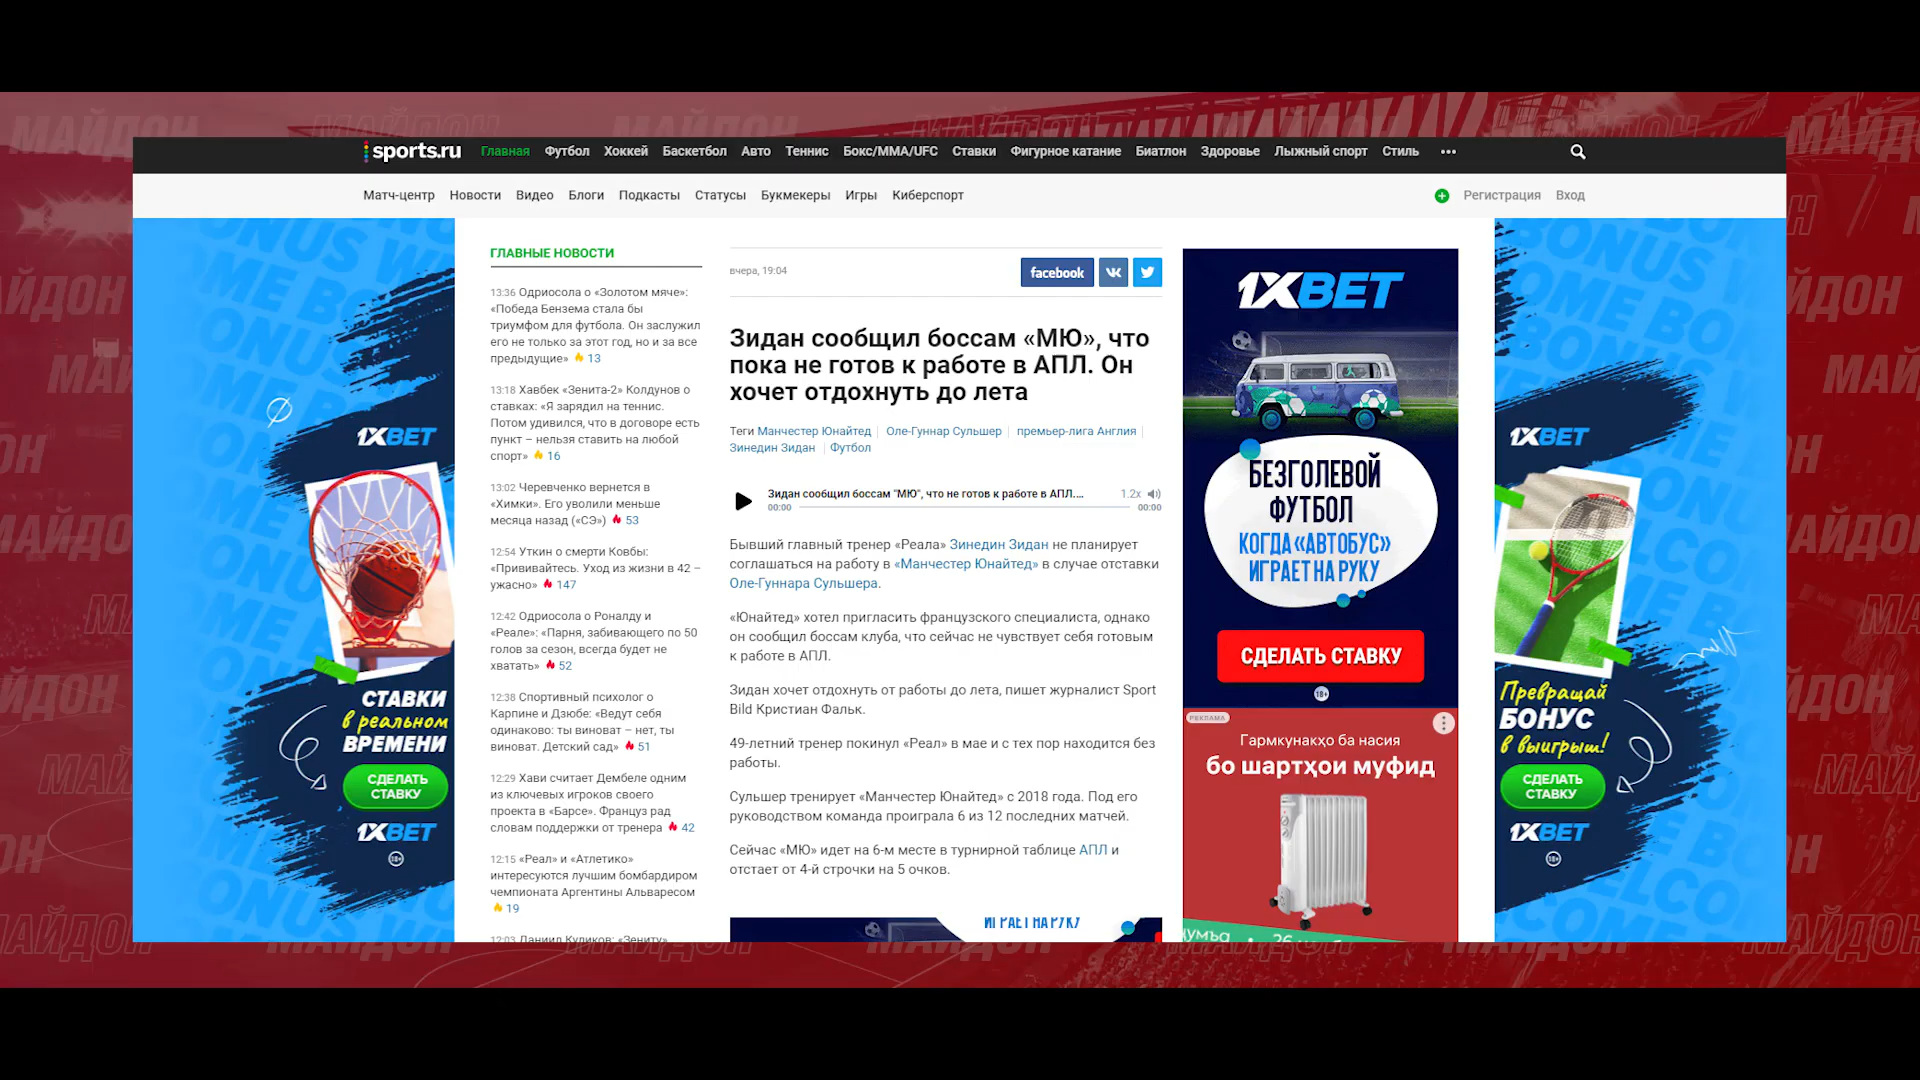 sports.ru Главная Футбол Хоккей Баскетбол Авто Теннис Бокс/MMA/UFC Ставки Фигурное катание Биатлон Здоровье Лыжный спорт Стиль
Матч-центр Новости Видео Блоги Подкасты Статусы Букмекеры Игры Киберспорт
Регистрация Вход
ГЛАВНЫЕ НОВОСТИ
13:36 Одриосола о «Золотом мяче»:
«Победа Бензема стала бы
триумфом для футбола. Он заслужил
его не только за этот год, но и за все
предыдущие» 13
13:18 Хавбек «Зенита-2» Колдунов о
ставках: «Я зарядил на теннис.
Потом удивился, что в договоре есть
пункт – нельзя ставить на любой
спорт» 16
13:02 Черевченко вернется в
«Химки». Его уволили меньше
месяца назад («СЭ») 53
12:54 Уткин о смерти Ковбы:
«Прививайтесь. Уход из жизни в 42 –
ужасно» 147
12:42 Одриосола о Роналду и
«Реале»: «Парня, забивающего по 50
голов за сезон, всегда будет не
хватать» 52
12:38 Спортивный психолог о
Карпине и Дзюбе: «Ведут себя
одинаково: ты виноват – нет, ты
виноват. Детский сад» 51
12:29 Хави считает Дембеле одним
из ключевых игроков своего
проекта в «Барсе». Француз рад
словам поддержки от тренера 42
12:15 «Реал» и «Атлетико»
интересуются лучшим бомбардиром
чемпионата Аргентины Альваресом
19
12:03 Даниил Куликов: «Зениту»
вчера, 19:04
facebook
Зидан сообщил боссам «МЮ», что
пока не готов к работе в АПЛ. Он
хочет отдохнуть до лета
Теги Манчестер Юнайтед Оле-Гуннар Сульшер премьер-лига Англия
Зинедин Зидан Футбол
Зидан сообщил боссам "МЮ", что не готов к работе в АПЛ.... 1.2x
00:00 00:00
Бывший главный тренер «Реала» Зинедин Зидан не планирует
соглашаться на работу в «Манчестер Юнайтед» в случае отставки
Оле-Гуннара Сульшера.
«Юнайтед» хотел пригласить французского специалиста, однако
он сообщил боссам клуба, что сейчас не чувствует себя готовым
к работе в АПЛ.
Зидан хочет отдохнуть от работы до лета, пишет журналист Sport
Bild Кристиан Фальк.
49-летний тренер покинул «Реал» в мае и с тех пор находится без
работы.
Сульшер тренирует «Манчестер Юнайтед» с 2018 года. Под его
руководством команда проиграла 6 из 12 последних матчей.
Сейчас «МЮ» идет на 6-м месте в турнирной таблице АПЛ и
отстает от 4-й строчки на 5 очков.
ИГРАЕТ НА РУКУ
1XBET
БЕЗГОЛЕВОЙ
ФУТБОЛ
КОГДА «АВТОБУС»
ИГРАЕТ НА РУКУ
СДЕЛАТЬ СТАВКУ
18+
РЕКЛАМА
Гармкунакҳо ба насия
бо шартҳои муфид
1XBET
СТАВКИ
в реальном
ВРЕМЕНИ
СДЕЛАТЬ
СТАВКУ
1XBET
18+
1XBET
Превращай
БОНУС
в выигрыш!
СДЕЛАТЬ
СТАВКУ
1XBET
18+
МАЙДОН